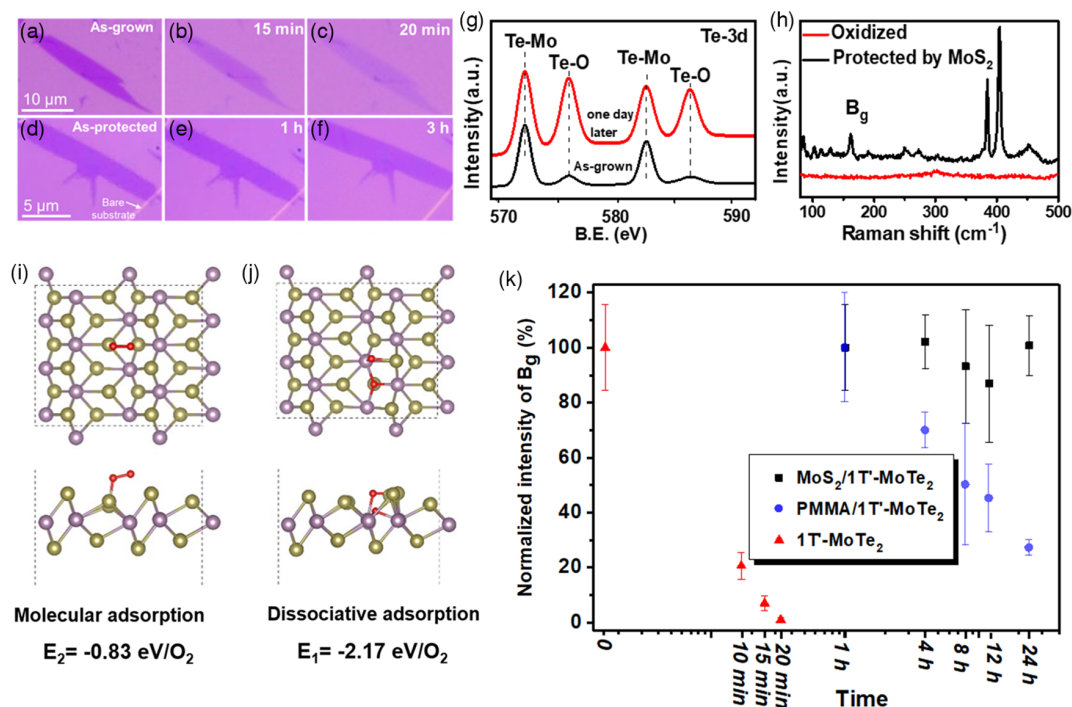 (a) As-grown
10 μm
(b) 15 min
(c) 20 min
(d) As-protected
5 μm
Bare
substrate
(e) 1 h
(f) 3 h
(g)
Te-3d
Te-Mo
Te-O
Te-Mo
Te-O
one day
later
As-grown
Intensity(a.u.)
570 580 590
B.E. (eV)
(h)
Oxidized
Protected by MoS2
Bg
Intensity(a.u.)
100 200 300 400 500
Raman shift (cm-1)
(i)
Molecular adsorption
E2= -0.83 eV/O2
(j)
Dissociative adsorption
E1= -2.17 eV/O2
(k)
Normalized intensity of Bg (%)
120
100
80
60
40
20
0
MoS2/1T'-MoTe2
PMMA/1T'-MoTe2
1T'-MoTe2
0 10 min 15 min 20 min 1 h 4 h 8 h 12 h 24 h
Time